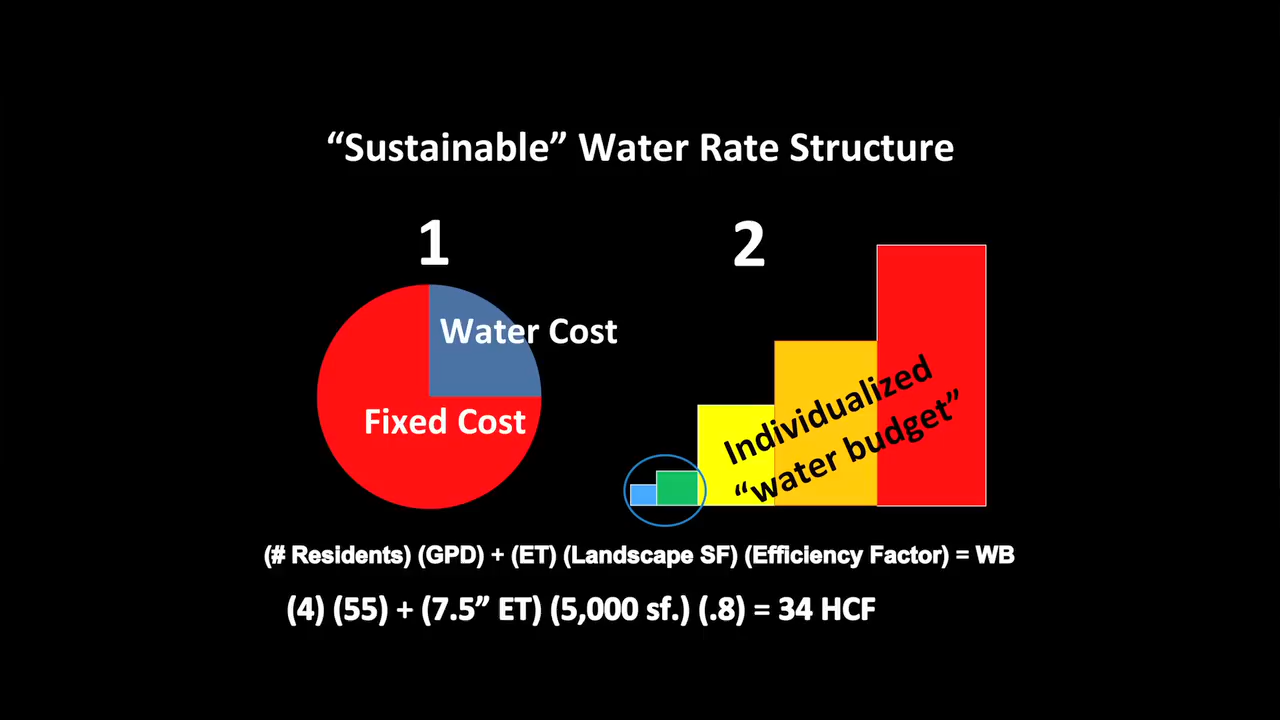 “Sustainable” Water Rate Structure
1
2
Water Cost
Fixed Cost
Individualized
“water budget”
(# Residents) (GPD) + (ET) (Landscape SF) (Efficiency Factor) = WB
(4) (55) + (7.5” ET) (5,000 sf.) (.8) = 34 HCF